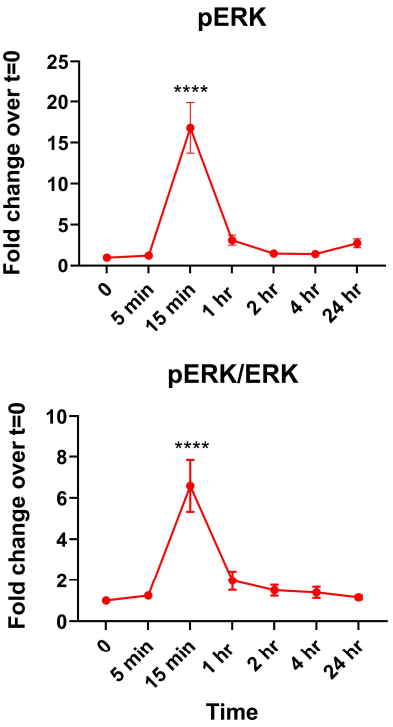 pERK
Fold change over t=0
25
20
15
10
5
0
****
0
5 min
15 min
1 hr
2 hr
4 hr
24 hr
pERK/ERK
Fold change over t=0
10
8
6
4
2
0
****
0
5 min
15 min
1 hr
2 hr
4 hr
24 hr
Time